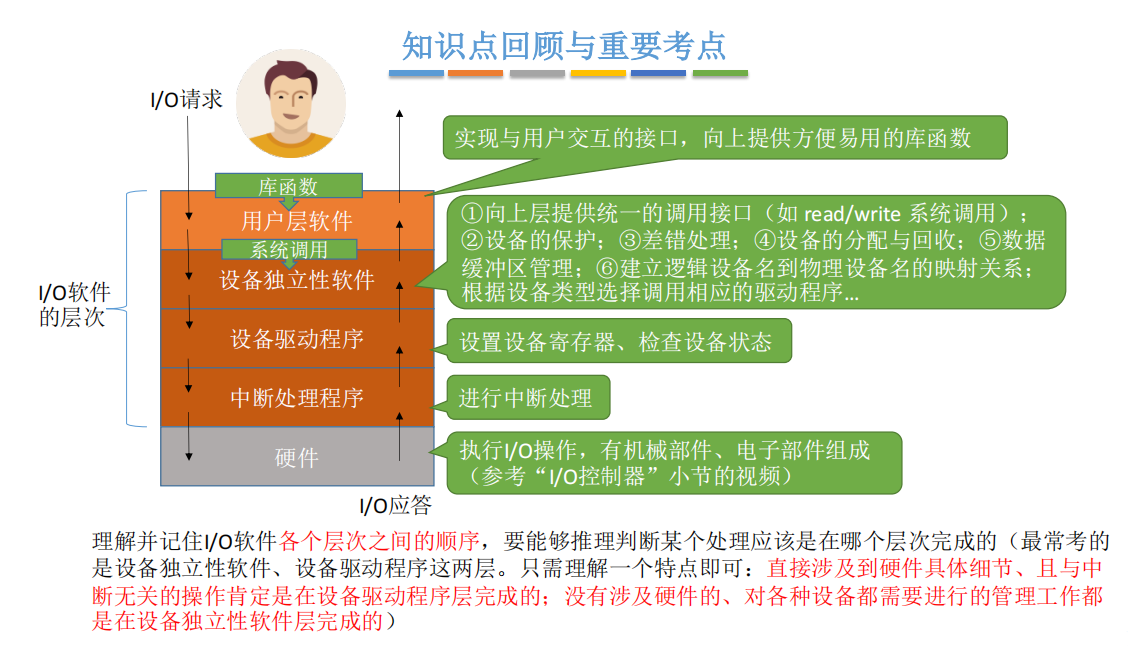 知识点回顾与重要考点
I/O请求
实现与用户交互的接口，向上提供方便易用的库函数
库函数
用户层软件
系统调用
①向上层提供统一的调用接口（如 read/write 系统调用）；
②设备的保护；③差错处理；④设备的分配与回收；⑤数据
缓冲区管理；⑥建立逻辑设备名到物理设备名的映射关系；
根据设备类型选择调用相应的驱动程序…
设备独立性软件
I/O软件
的层次
设备驱动程序
设置设备寄存器、检查设备状态
中断处理程序
进行中断处理
硬件
执行I/O操作，有机械部件、电子部件组成
（参考“I/O控制器”小节的视频）
I/O应答
理解并记住I/O软件各个层次之间的顺序，要能够推理判断某个处理应该是在哪个层次完成的（最常考的
是设备独立性软件、设备驱动程序这两层。只需理解一个特点即可：直接涉及到硬件具体细节、且与中
断无关的操作肯定是在设备驱动程序层完成的；没有涉及硬件的、对各种设备都需要进行的管理工作都
是在设备独立性软件层完成的）